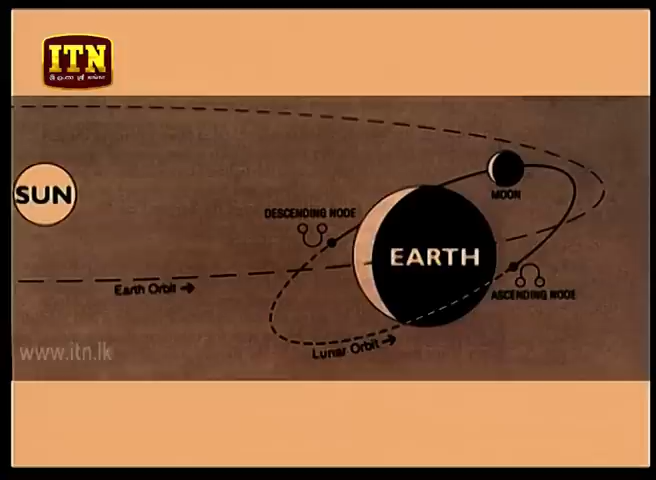 ITN
SUN
DESCENDING NODE
MOON
EARTH
Earth Orbit
ASCENDING NODE
Lunar Orbit
www.itn.lk